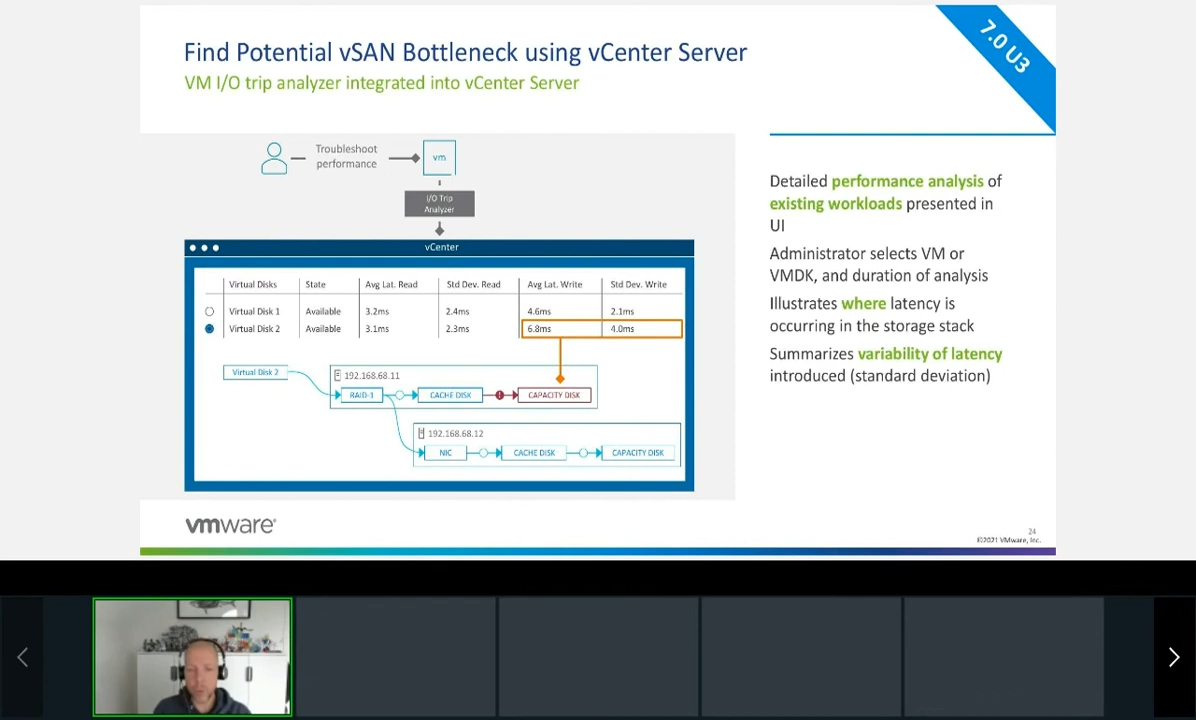 Find Potential vSAN Bottleneck using vCenter Server
VM I/O trip analyzer integrated into vCenter Server
7.0 U3
Troubleshoot
performance
vm
I/O Trip
Analyzer
vCenter
Virtual Disks State Avg Lat. Read Std Dev. Read Avg Lat. Write Std Dev. Write
Virtual Disk 1 Available 3.2ms 2.4ms 4.6ms 2.1ms
Virtual Disk 2 Available 3.1ms 2.3ms 6.8ms 4.0ms
Virtual Disk 2
192.168.68.11
RAID-1 CACHE DISK CAPACITY DISK
192.168.68.12
NIC CACHE DISK CAPACITY DISK
Detailed performance analysis of
existing workloads presented in
UI
Administrator selects VM or
VMDK, and duration of analysis
Illustrates where latency is
occurring in the storage stack
Summarizes variability of latency
introduced (standard deviation)
vmware®
24
©2021 VMware, Inc.